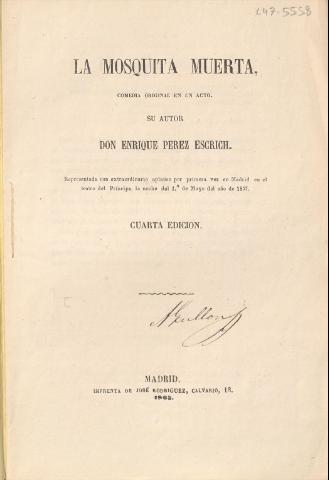 L47-5558
LA MOSQUITA MUERTA,
COMEDIA ORIGINAL EN UN ACTO.
SU AUTOR
DON ENRIQUE PEREZ ESCRICH.
Representada con extraordinario aplauso por primera vez en Madrid en el
teatro del Príncipe, la noche del 1.º de Mayo del año de 1857.
CUARTA EDICION.
MADRID.
IMPRENTA DE JOSÉ RODRIGUEZ, CALVARIO, 18.